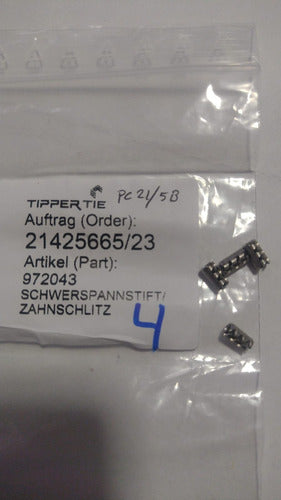 TIPPERTIE PC 21/5B
Auftrag (Order):
21425665/23
Artikel (Part):
972043
SCHWERSPANNSTIFT/
ZAHNSCHLITZ
4